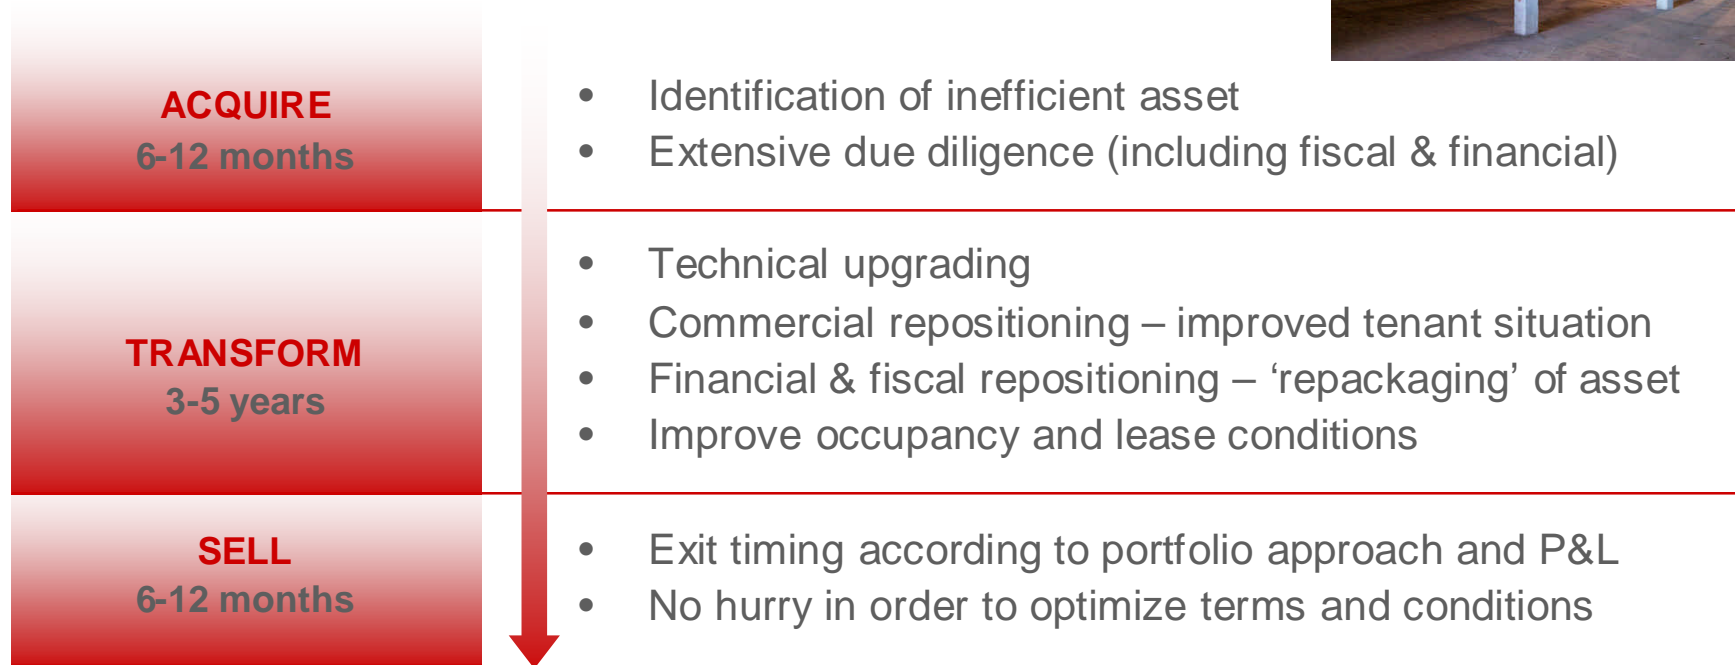 ACQUIRE
6-12 months
• Identification of inefficient asset
• Extensive due diligence (including fiscal & financial)
TRANSFORM
3-5 years
• Technical upgrading
• Commercial repositioning – improved tenant situation
• Financial & fiscal repositioning – ‘repackaging’ of asset
• Improve occupancy and lease conditions
SELL
6-12 months
• Exit timing according to portfolio approach and P&L
• No hurry in order to optimize terms and conditions